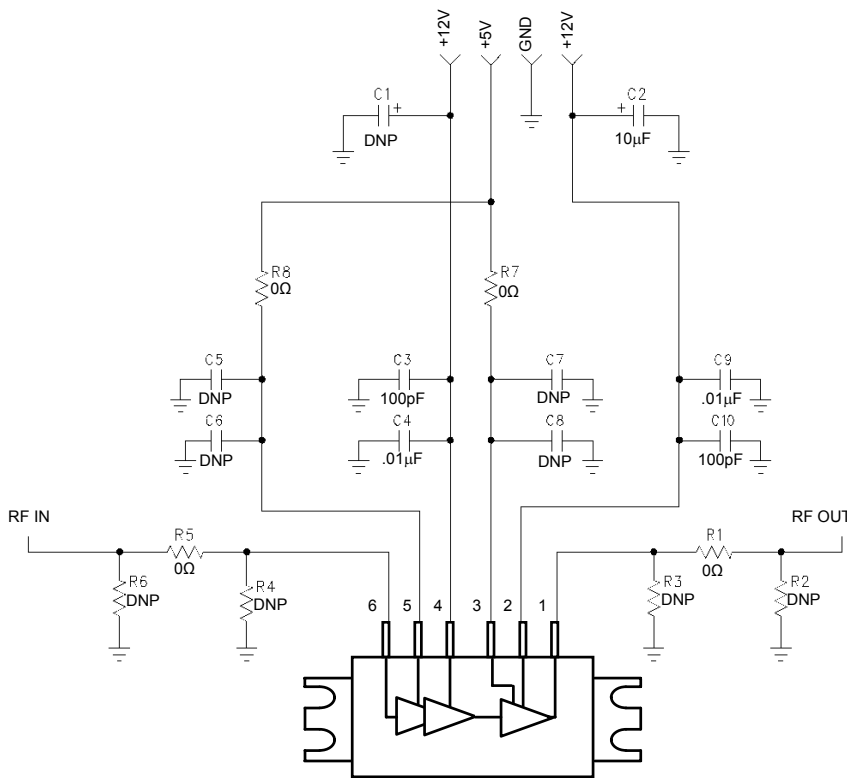 +12V
+5V
GND
+12V
C1
+
DNP
+
C2
10µF
R8
0Ω
R7
0Ω
C5
DNP
C3
100pF
C7
DNP
C9
.01µF
C6
DNP
C4
.01µF
C8
DNP
C10
100pF
RF IN
R5
0Ω
R1
0Ω
RF OUT
R6
DNP
R4
DNP
R3
DNP
R2
DNP
6
5
4
3
2
1